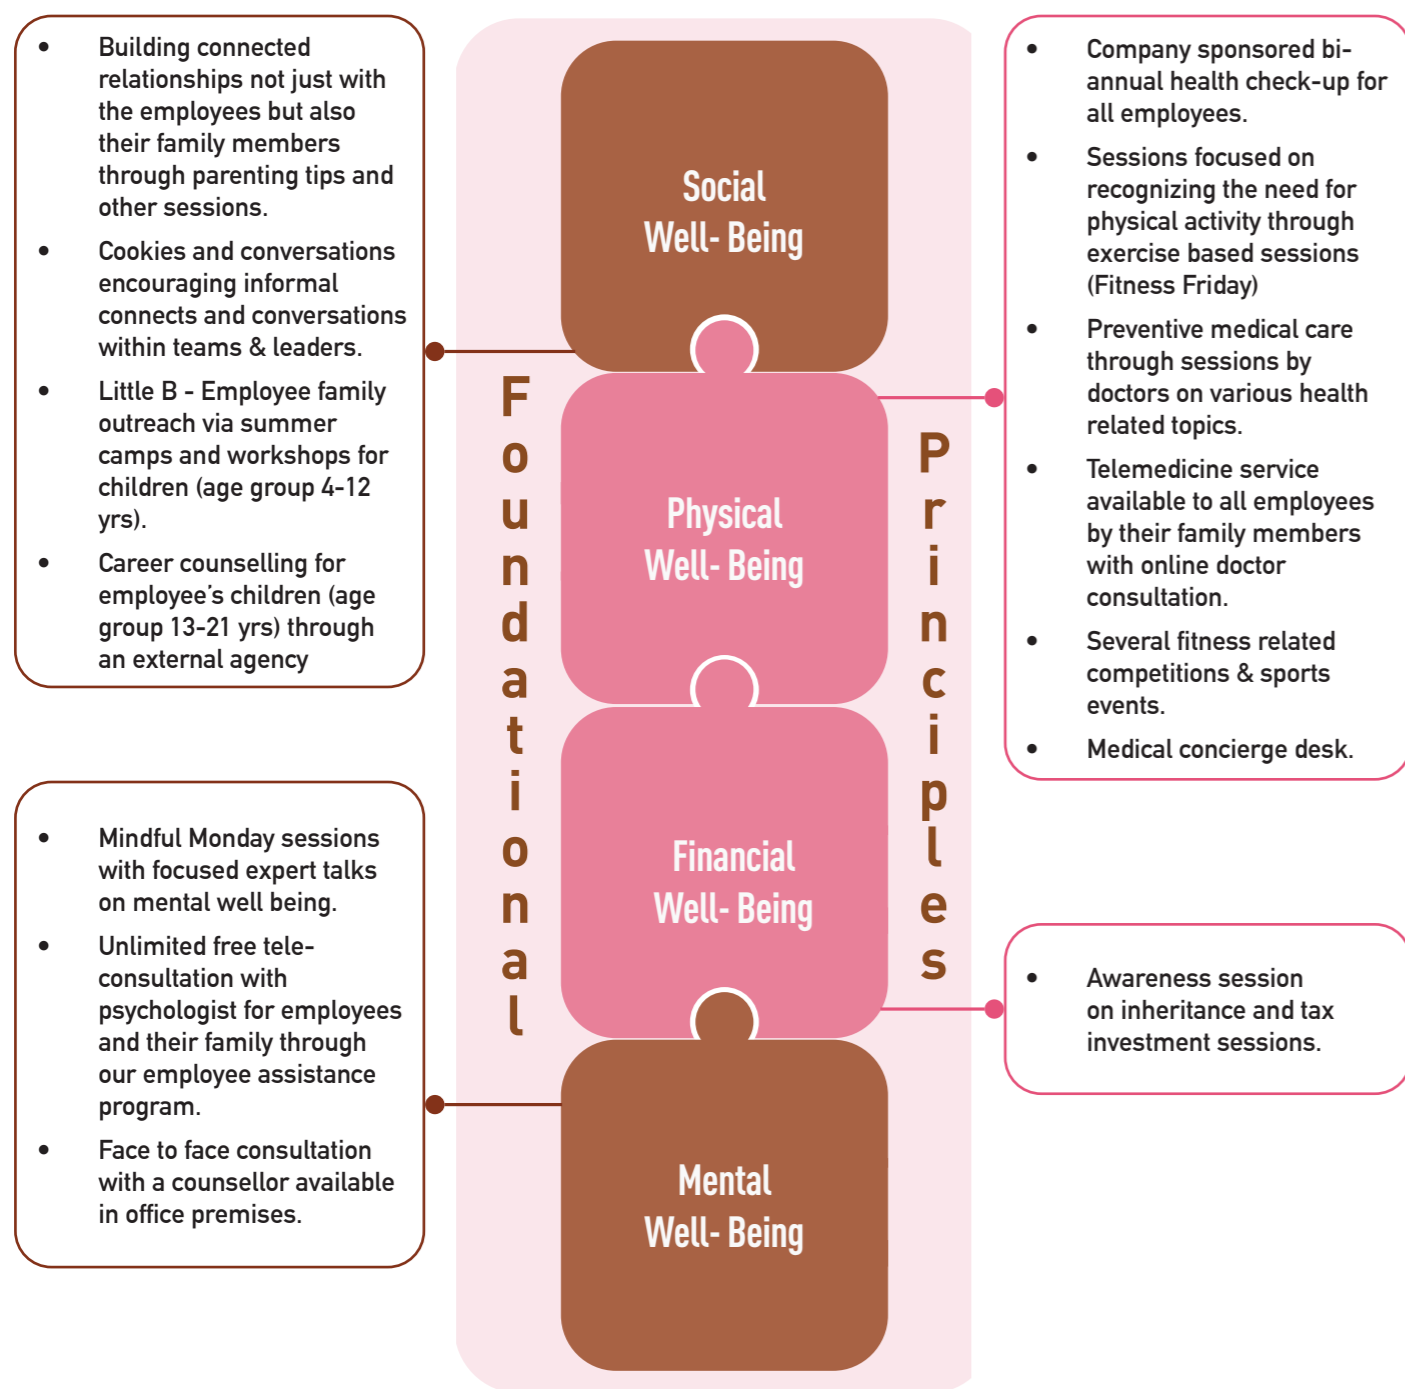 • Building connected
relationships not just with
the employees but also
their family members
through parenting tips and
other sessions.
• Cookies and conversations
encouraging informal
connects and conversations
within teams & leaders.
• Little B - Employee family
outreach via summer
camps and workshops for
children (age group 4-12
yrs).
• Career counselling for
employee’s children (age
group 13-21 yrs) through
an external agency
• Mindful Monday sessions
with focused expert talks
on mental well being.
• Unlimited free tele-
consultation with
psychologist for employees
and their family through
our employee assistance
program.
• Face to face consultation
with a counsellor available
in office premises.
Foundational
Social
Well- Being
Physical
Well- Being
Financial
Well- Being
Mental
Well- Being
Principles
• Company sponsored bi-
annual health check-up for
all employees.
• Sessions focused on
recognizing the need for
physical activity through
exercise based sessions
(Fitness Friday)
• Preventive medical care
through sessions by
doctors on various health
related topics.
• Telemedicine service
available to all employees
by their family members
with online doctor
consultation.
• Several fitness related
competitions & sports
events.
• Medical concierge desk.
• Awareness session
on inheritance and tax
investment sessions.